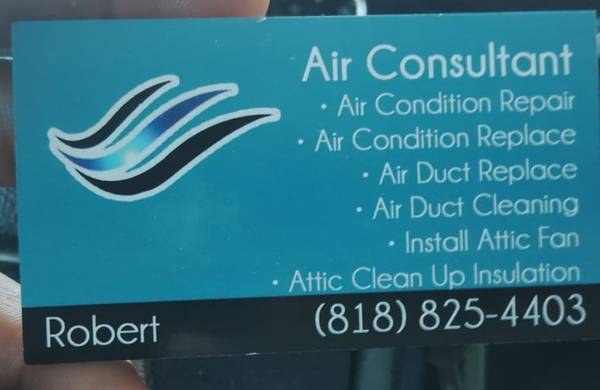 Air Consultant
• Air Condition Repair
• Air Condition Replace
• Air Duct Replace
• Air Duct Cleaning
• Install Attic Fan
• Attic Clean Up Insulation
Robert (818) 825-4403